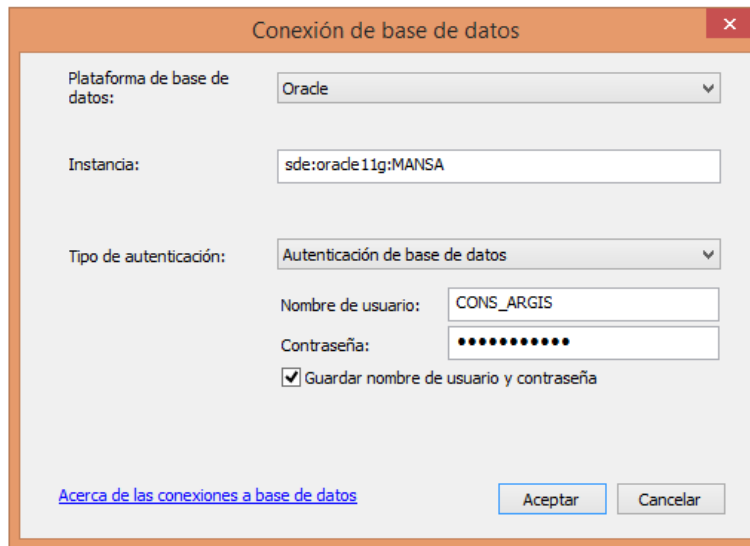 Conexión de base de datos
Plataforma de base de
datos:
Oracle
Instancia:
sde:oracle11g:MANSA
Tipo de autenticación:
Autenticación de base de datos
Nombre de usuario:
CONS_ARGIS
Contraseña:
•••••••••••
Guardar nombre de usuario y contraseña
Acerca de las conexiones a base de datos
Aceptar
Cancelar